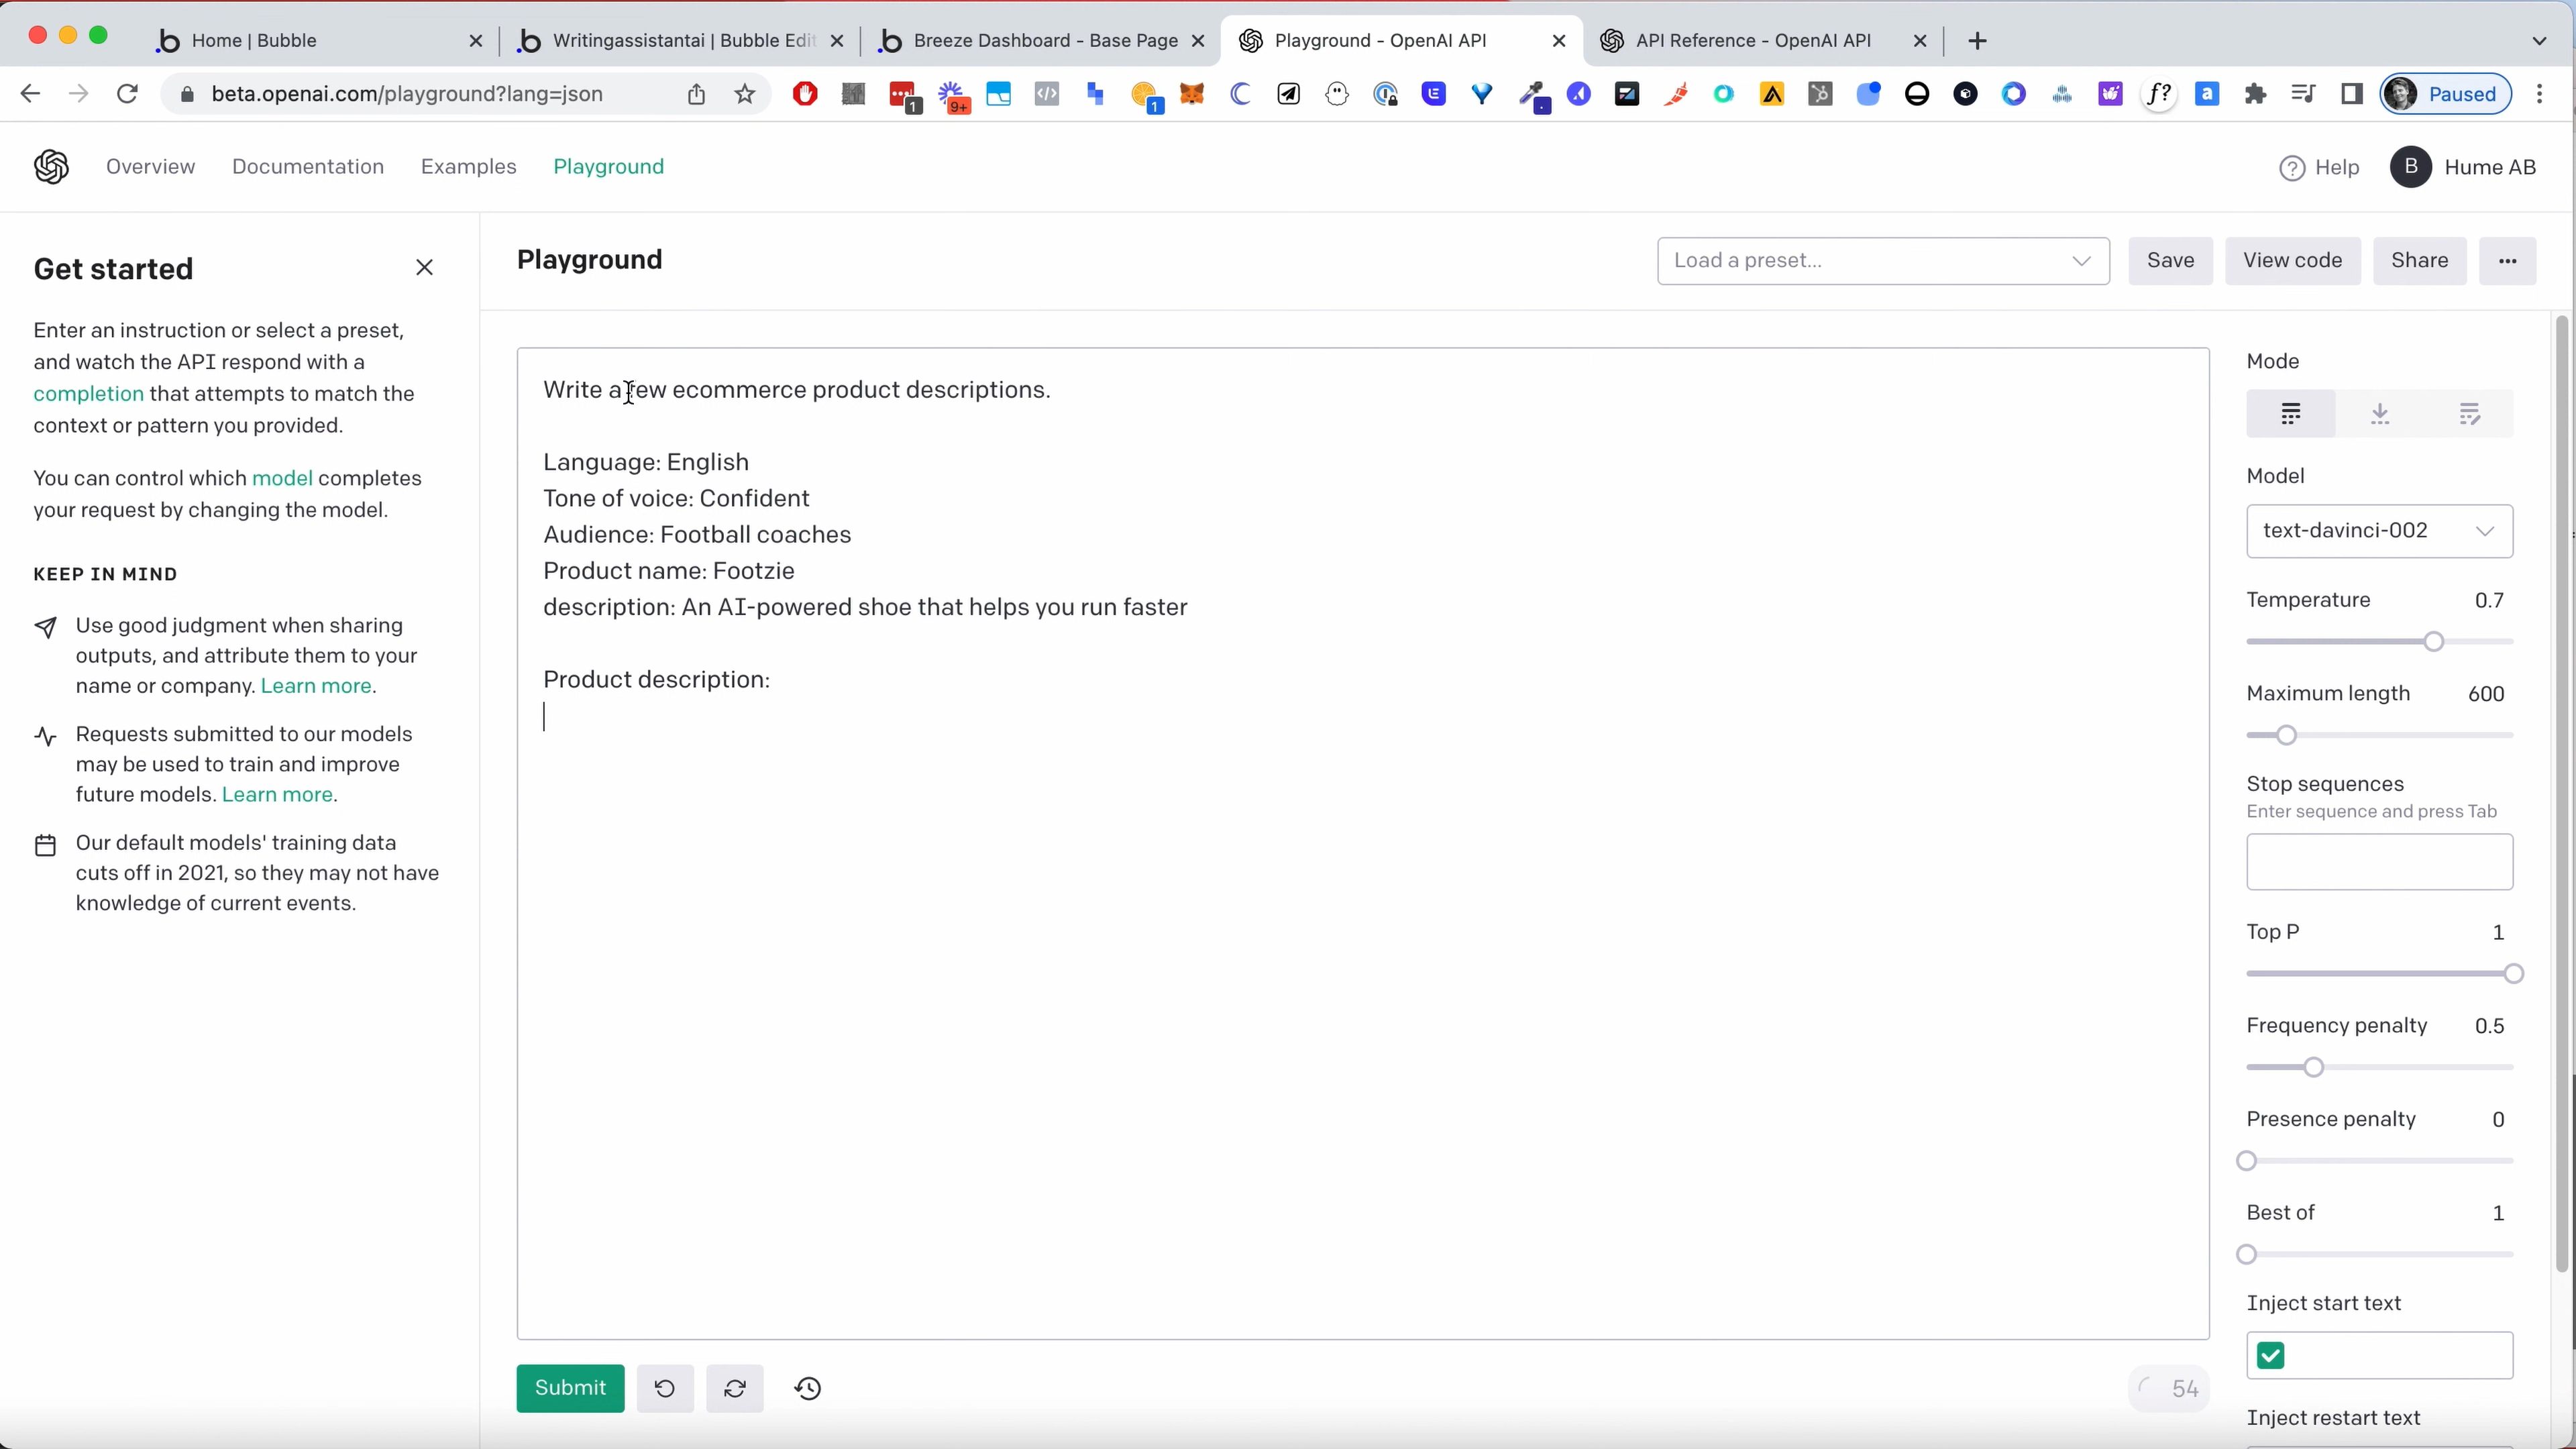 Home | Bubble
Writingassistantai | Bubble Edit
Breeze Dashboard - Base Page
Playground - OpenAI API
API Reference - OpenAI API
beta.openai.com/playground?lang=json
1
9+
1
f?
a
Paused
Overview
Documentation
Examples
Playground
Help
B
Hume AB
Get started
Enter an instruction or select a preset,
and watch the API respond with a
completion that attempts to match the
context or pattern you provided.
You can control which model completes
your request by changing the model.
KEEP IN MIND
Use good judgment when sharing
outputs, and attribute them to your
name or company. Learn more.
Requests submitted to our models
may be used to train and improve
future models. Learn more.
Our default models' training data
cuts off in 2021, so they may not have
knowledge of current events.
Playground
Load a preset...
Save
View code
Share
Write a few ecommerce product descriptions.
Language: English
Tone of voice: Confident
Audience: Football coaches
Product name: Footzie
description: An AI-powered shoe that helps you run faster
Product description:
Submit
54
Mode
Model
text-davinci-002
Temperature 0.7
Maximum length 600
Stop sequences
Enter sequence and press Tab
Top P 1
Frequency penalty 0.5
Presence penalty 0
Best of 1
Inject start text
Inject restart text